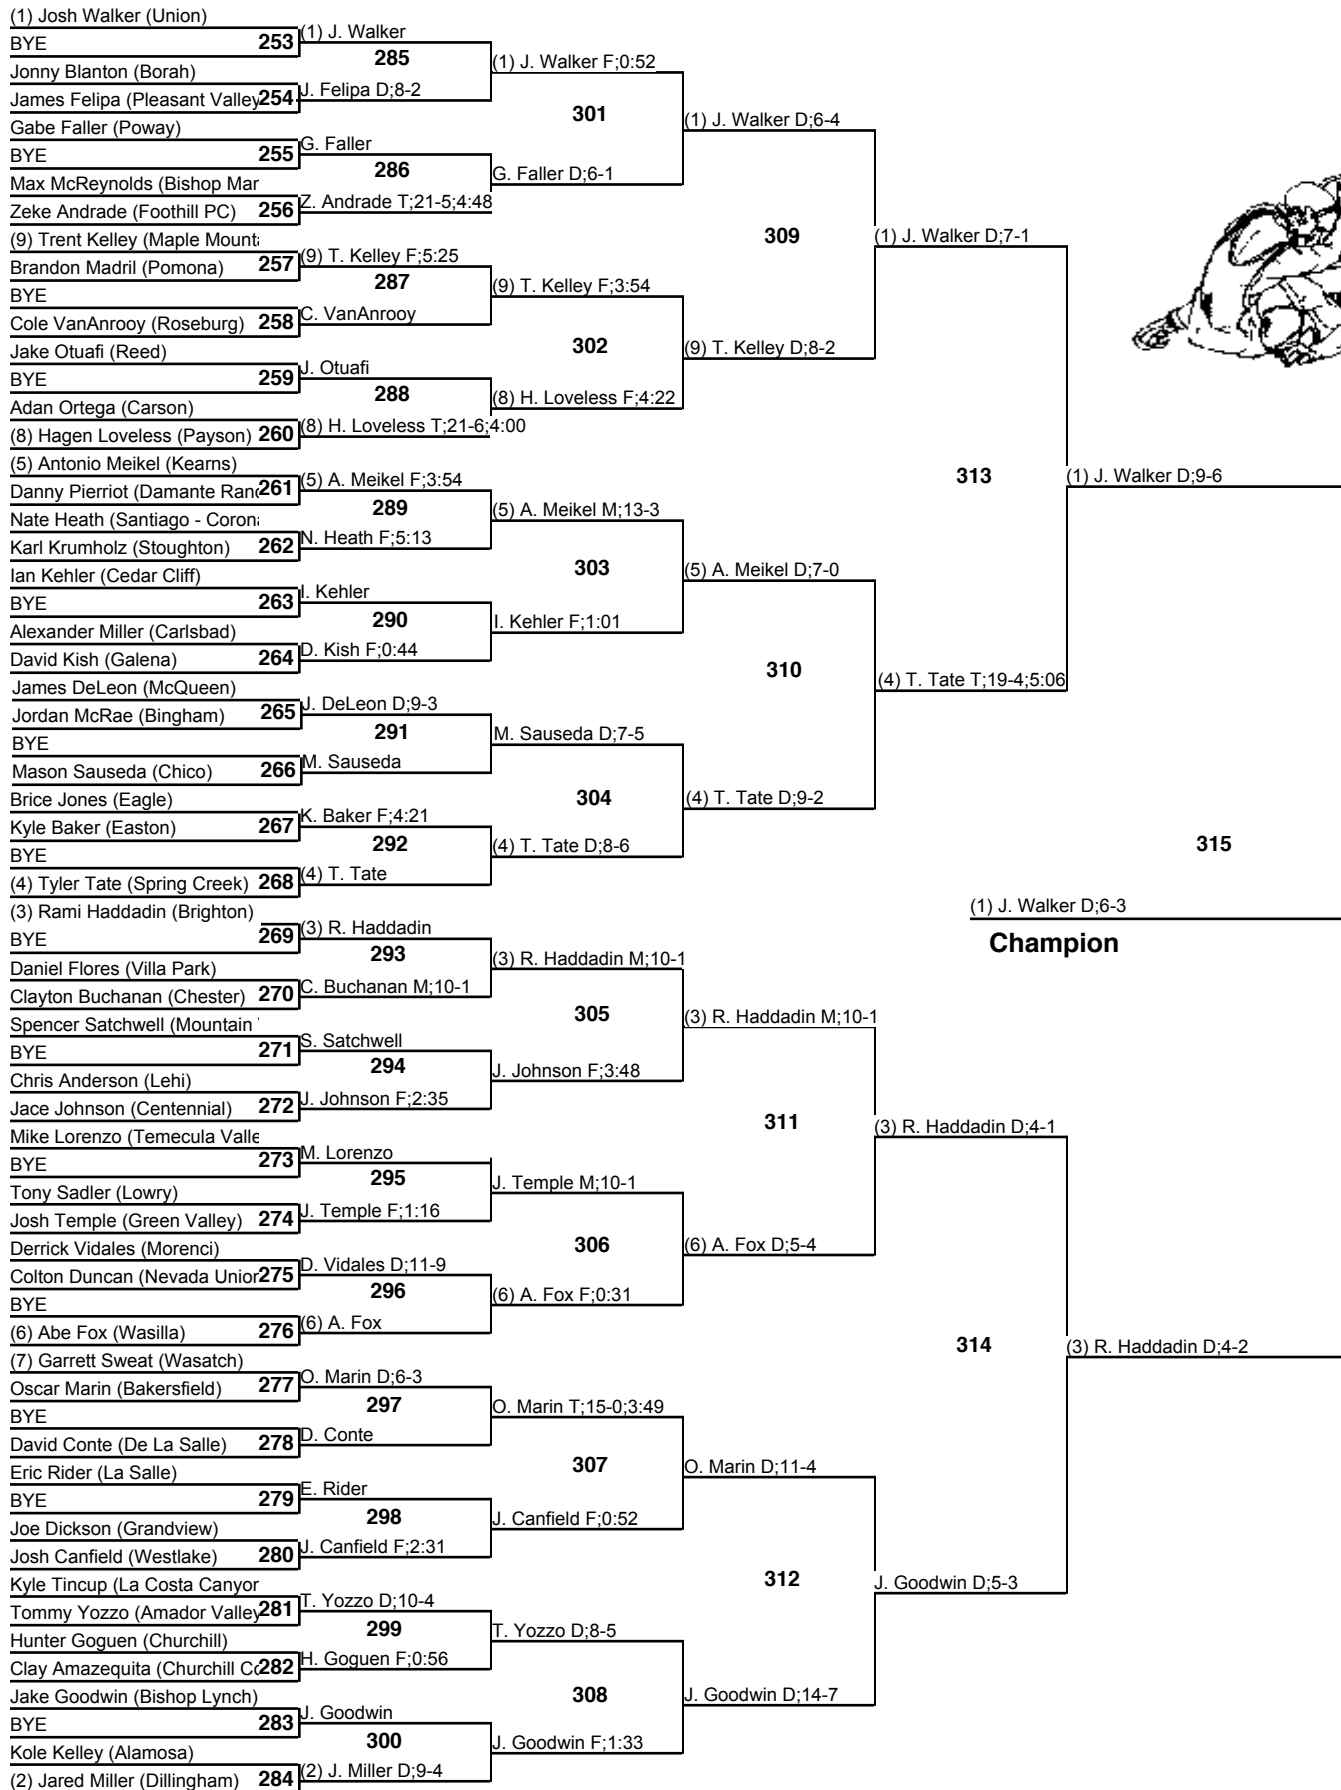 (1) Josh Walker (Union)
BYE
253
Jonny Blanton (Borah)
James Felipa (Pleasant Valley
254
Gabe Faller (Poway)
BYE
255
Max McReynolds (Bishop Mar
Zeke Andrade (Foothill PC)
256
(9) Trent Kelley (Maple Mount
Brandon Madril (Pomona)
257
BYE
Cole VanAnrooy (Roseburg)
258
Jake Otuafi (Reed)
BYE
259
Adan Ortega (Carson)
(8) Hagen Loveless (Payson)
260
(5) Antonio Meikel (Kearns)
Danny Pierriot (Damante Ranc
261
Nate Heath (Santiago - Corona
Karl Krumholz (Stoughton)
262
Ian Kehler (Cedar Cliff)
BYE
263
Alexander Miller (Carlsbad)
David Kish (Galena)
264
James DeLeon (McQueen)
Jordan McRae (Bingham)
265
BYE
Mason Sauseda (Chico)
266
Brice Jones (Eagle)
Kyle Baker (Easton)
267
BYE
(4) Tyler Tate (Spring Creek)
268
(3) Rami Haddadin (Brighton)
BYE
269
Daniel Flores (Villa Park)
Clayton Buchanan (Chester)
270
Spencer Satchwell (Mountain
BYE
271
Chris Anderson (Lehi)
Jace Johnson (Centennial)
272
Mike Lorenzo (Temecula Valle
BYE
273
Tony Sadler (Lowry)
Josh Temple (Green Valley)
274
Derrick Vidales (Morenci)
Colton Duncan (Nevada Union
275
BYE
(6) Abe Fox (Wasilla)
276
(7) Garrett Sweat (Wasatch)
Oscar Marin (Bakersfield)
277
BYE
David Conte (De La Salle)
278
Eric Rider (La Salle)
BYE
279
Joe Dickson (Grandview)
Josh Canfield (Westlake)
280
Kyle Tincup (La Costa Canyon
Tommy Yozzo (Amador Valley
281
Hunter Goguen (Churchill)
Clay Amazequita (Churchill Co
282
Jake Goodwin (Bishop Lynch)
BYE
283
Kole Kelley (Alamosa)
(2) Jared Miller (Dillingham)
284
(1) J. Walker
285
J. Felipa D;8-2
G. Faller
286
Z. Andrade T;21-5;4:48
(9) T. Kelley F;5:25
287
C. VanAnrooy
J. Otuafi
288
(8) H. Loveless T;21-6;4:00
(5) A. Meikel F;3:54
289
N. Heath F;5:13
I. Kehler
290
D. Kish F;0:44
J. DeLeon D;9-3
291
M. Sauseda
K. Baker F;4:21
292
(4) T. Tate
(3) R. Haddadin
293
C. Buchanan M;10-1
S. Satchwell
294
J. Johnson F;2:35
M. Lorenzo
295
J. Temple F;1:16
D. Vidales D;11-9
296
(6) A. Fox
O. Marin D;6-3
297
D. Conte
E. Rider
298
J. Canfield F;2:31
T. Yozzo D;10-4
299
H. Goguen F;0:56
J. Goodwin
300
(2) J. Miller D;9-4
(1) J. Walker F;0:52
301
G. Faller D;6-1
(9) T. Kelley F;3:54
302
(8) H. Loveless F;4:22
(5) A. Meikel M;13-3
303
I. Kehler F;1:01
M. Sauseda D;7-5
304
(4) T. Tate D;8-6
(3) R. Haddadin M;10-1
305
J. Johnson F;3:48
J. Temple M;10-1
306
(6) A. Fox F;0:31
O. Marin T;15-0;3:49
307
J. Canfield F;0:52
T. Yozzo D;8-5
308
J. Goodwin F;1:33
(1) J. Walker D;6-4
309
(9) T. Kelley D;8-2
(5) A. Meikel D;7-0
310
(4) T. Tate D;9-2
(3) R. Haddadin M;10-1
311
(6) A. Fox D;5-4
O. Marin D;11-4
312
J. Goodwin D;14-7
(1) J. Walker D;7-1
313
(4) T. Tate T;19-4;5:06
(3) R. Haddadin D;4-1
314
J. Goodwin D;5-3
(1) J. Walker D;9-6
315
(3) R. Haddadin D;4-2
(1) J. Walker D;6-3
Champion